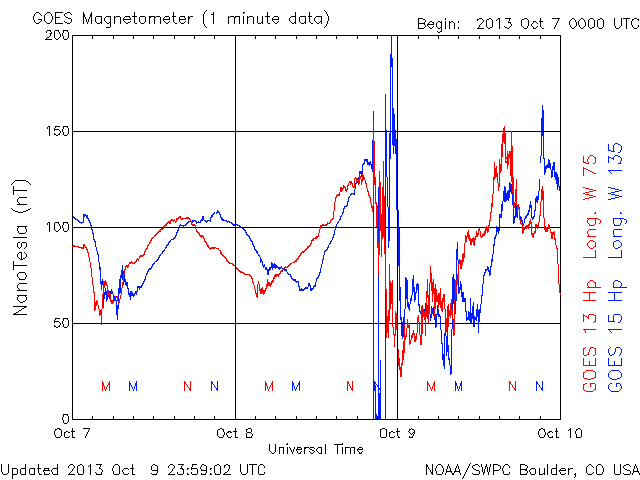 GOES Magnetometer (1 minute data)
Begin: 2013 Oct 7 0000 UTC
200
150
100
50
0
NanoTesla (nT)
M M N N M M N N M M N N
Oct 7 Oct 8 Oct 9 Oct 10
Universal Time
GOES 13 Hp Long. W 75
GOES 15 Hp Long. W 135
Updated 2013 Oct 9 23:59:02 UTC
NOAA/SWPC Boulder, CO USA